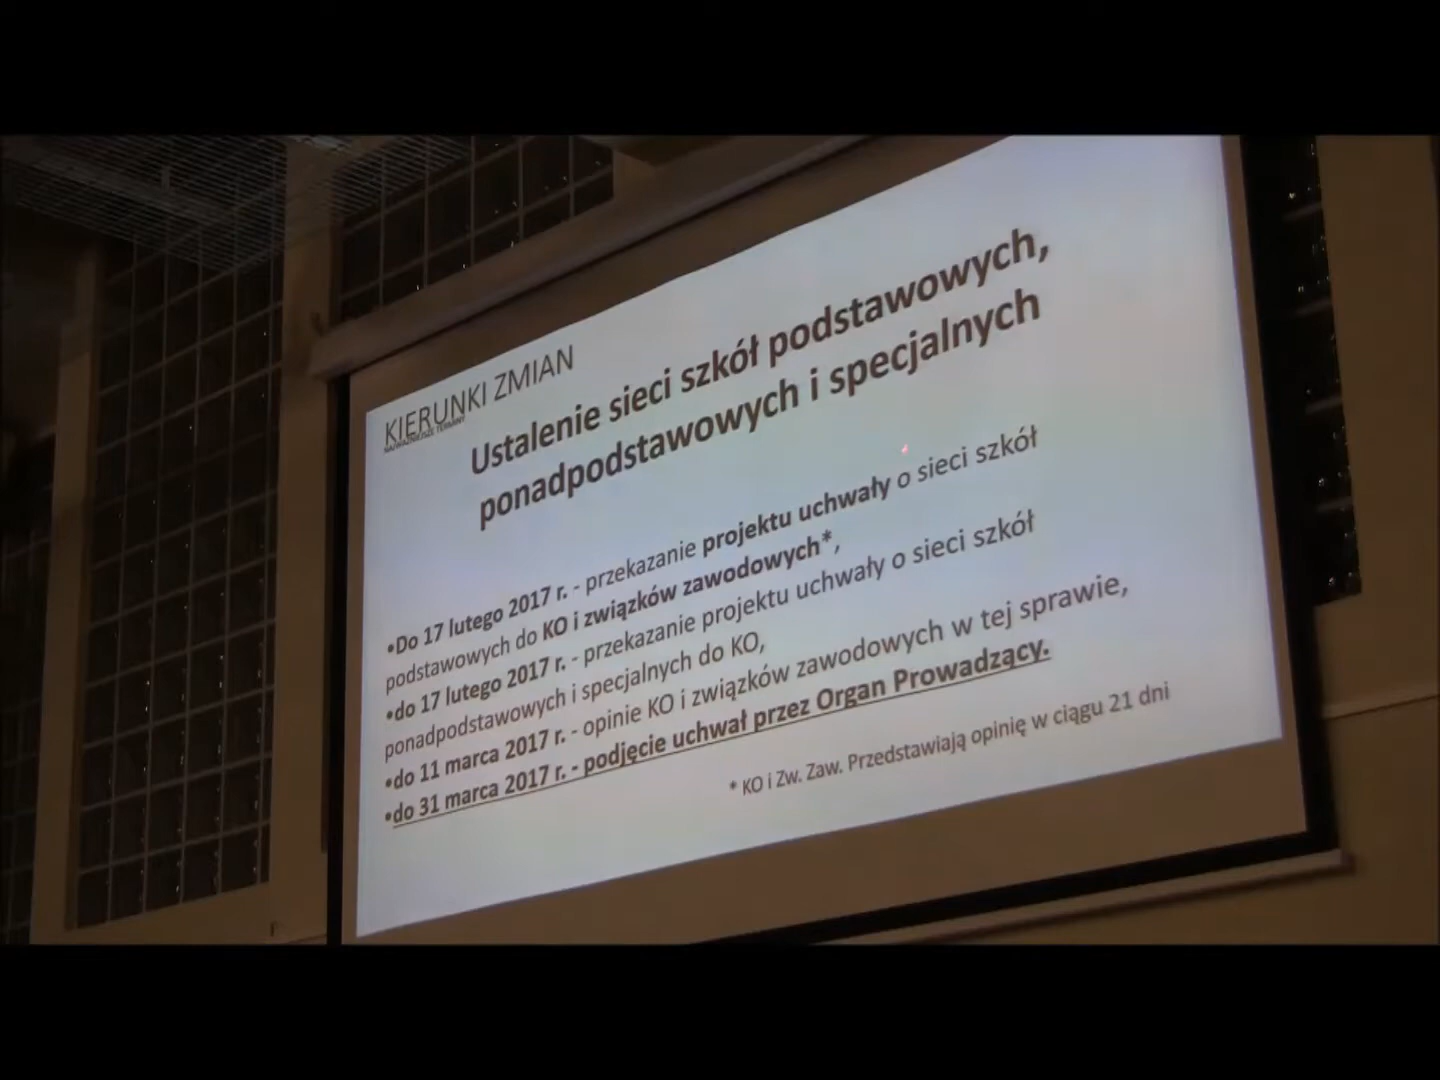 KIERUNKI ZMIAN
NAJWAŻNIEJSZE TERMINY
Ustalenie sieci szkół podstawowych,
ponadpodstawowych i specjalnych
•Do 17 lutego 2017 r. - przekazanie projektu uchwały o sieci szkół
podstawowych do KO i związków zawodowych*,
•do 17 lutego 2017 r. - przekazanie projektu uchwały o sieci szkół
ponadpodstawowych i specjalnych do KO,
•do 11 marca 2017 r. - opinie KO i związków zawodowych w tej sprawie,
•do 31 marca 2017 r. - podjęcie uchwał przez Organ Prowadzący.
* KO i Zw. Zaw. Przedstawiają opinię w ciągu 21 dni